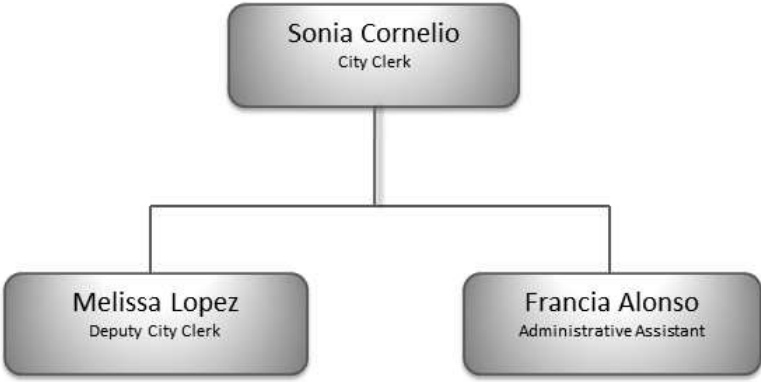 Sonia Cornelio
City Clerk
Melissa Lopez
Deputy City Clerk
Francia Alonso
Administrative Assistant